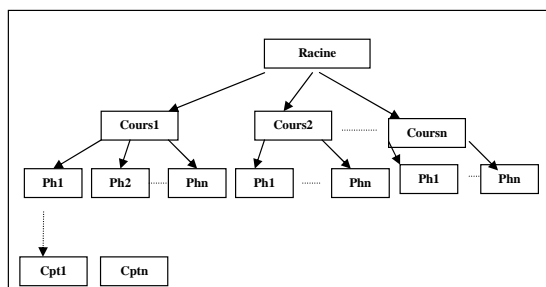 Racine
Cours1 Cours2 Coursn
Ph1 Ph2 Phn Ph1 Phn Ph1 Phn
Cpt1 Cptn